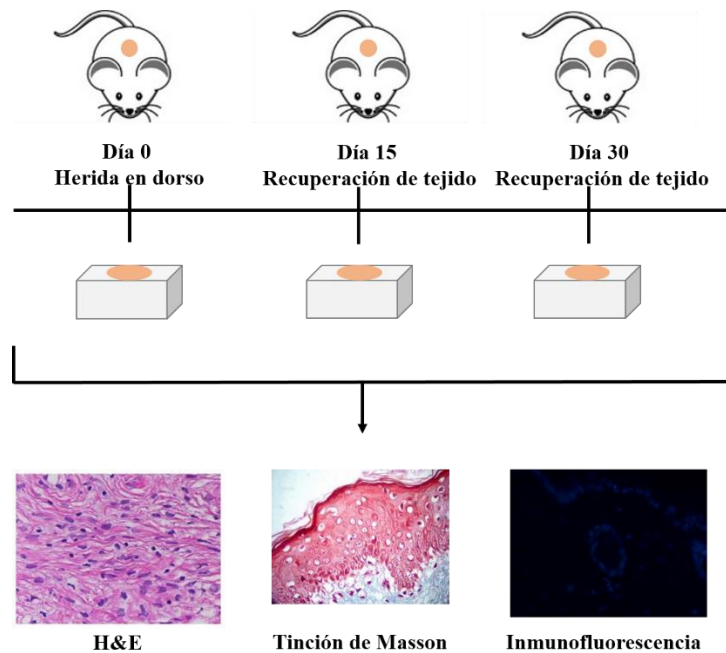 Día 0
Herida en dorso
Día 15
Recuperación de tejido
Día 30
Recuperación de tejido
H&E
Tinción de Masson
Inmunofluorescencia